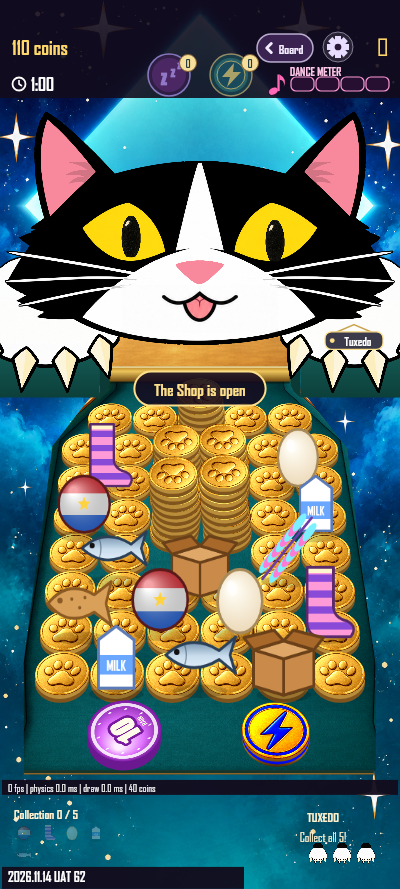 110 coins
Board
1:00
0
0
DANCE METER
Tuxedo
The Shop is open
MILK
MILK
10
0 fps | physics 0.0 ms | draw 0.0 ms | 40 coins
Collection 0 / 5
TUXEDO
Collect all 5!
2026.11.14 UAT 62